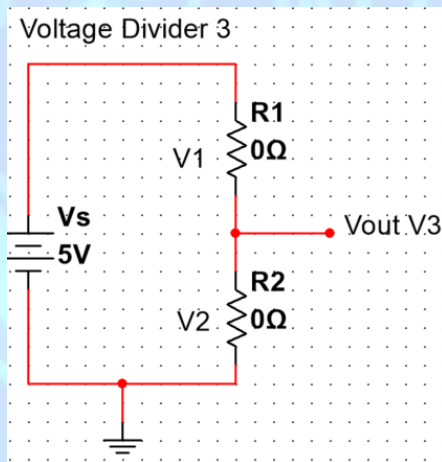 Voltage Divider 3
R1
V1 0Ω
Vs
5V
Vout V3
R2
V2 0Ω